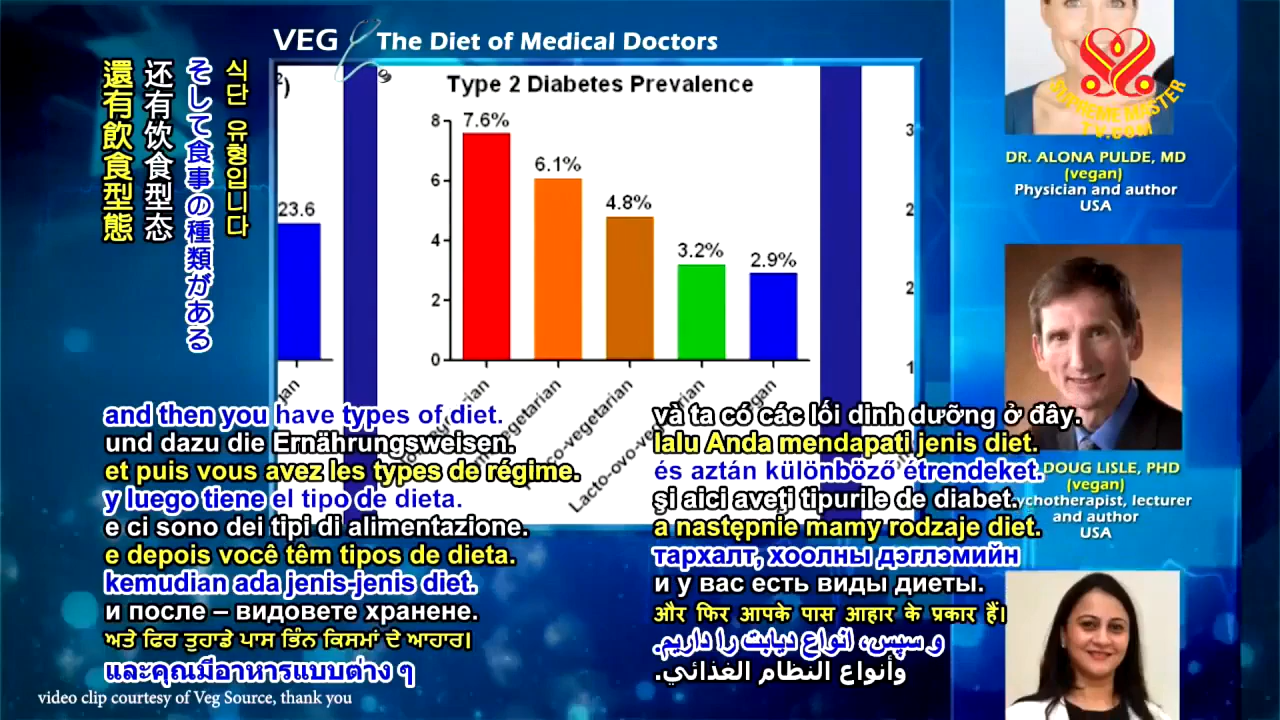 VEG The Diet of Medical Doctors
SUPREME MASTER
TV.COM
식단 유형입니다
そして食事の種類がある
还有饮食型态
還有飲食型態
Type 2 Diabetes Prevalence
8
6
4
2
0
7.6%
6.1%
4.8%
3.2%
2.9%
23.6
DR. ALONA PULDE, MD
(vegan)
Physician and author
USA
DOUG LISLE, PHD
(vegan)
lecturer
and author
USA
and then you have types of diet.
und dazu die Ernährungsweisen.
et puis vous avez les types de régime.
y luego tiene el tipo de dieta.
e ci sono dei tipi di alimentazione.
e depois você têm tipos de dieta.
kemudian ada jenis-jenis diet.
и после – видовете хранене.
ਅਤੇ ਫਿਰ ਤੁਹਾਡੇ ਪਾਸ ਭਿੰਨ ਕਿਸਮਾਂ ਦੇ ਆਹਾਰ।
และคุณมีอาหารแบบต่าง ๆ
và ta có các lối dinh dưỡng ở đây.
lalu Anda mendapati jenis diet.
és aztán különböző étrendeket.
şi aici aveţi tipurile de diabet.
a następnie mamy rodzaje diet.
тархалт, хоолны дэглэмийн
и у вас есть виды диеты.
और फिर आपके पास आहार के प्रकार हैं।
و سپس، انواع دیابت را داریم.
وأنواع النظام الغذائي.
video clip courtesy of Veg Source, thank you